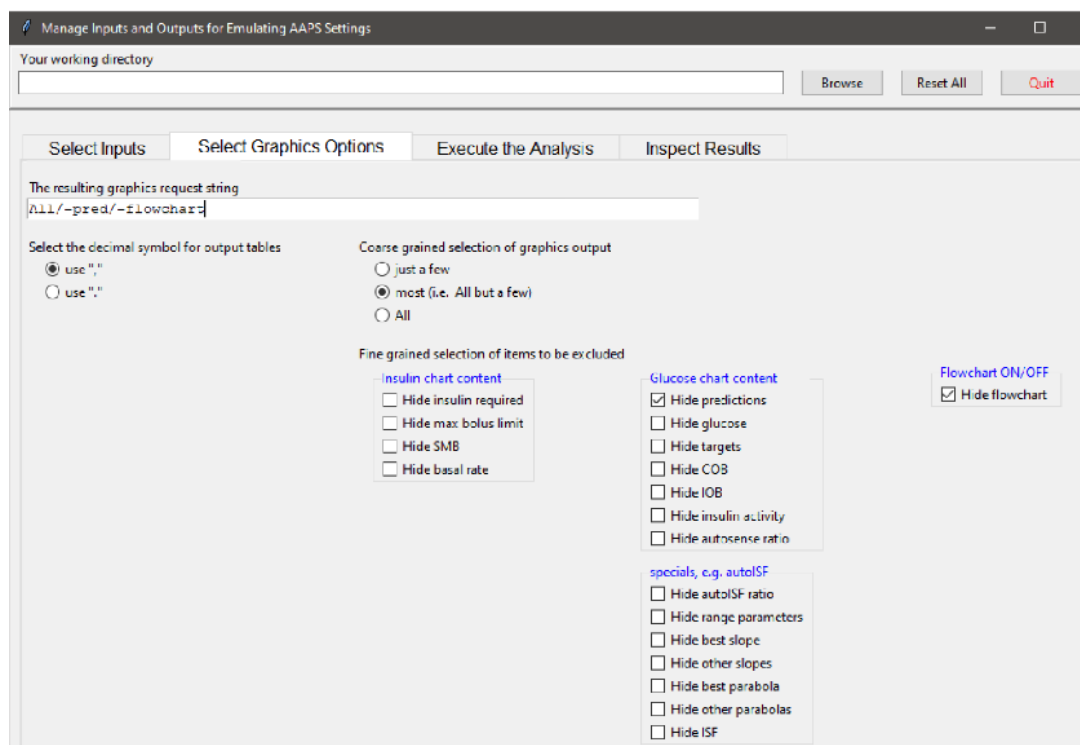 Manage Inputs and Outputs for Emulating AAPS Settings
Your working directory
Browse
Reset All
Quit
Select Inputs
Select Graphics Options
Execute the Analysis
Inspect Results
The resulting graphics request string
All/-pred/-flowchart
Select the decimal symbol for output tables
use ","
use "."
Coarse grained selection of graphics output
just a few
most (i.e. All but a few)
All
Fine grained selection of items to be excluded
Insulin chart content
Hide insulin required
Hide max bolus limit
Hide SMB
Hide basal rate
Glucose chart content
Hide predictions
Hide glucose
Hide targets
Hide COB
Hide IOB
Hide insulin activity
Hide autosense ratio
specials, e.g. autoISF
Hide autoISF ratio
Hide range parameters
Hide best slope
Hide other slopes
Hide best parabola
Hide other parabolas
Hide ISF
Flowchart ON/OFF
Hide flowchart